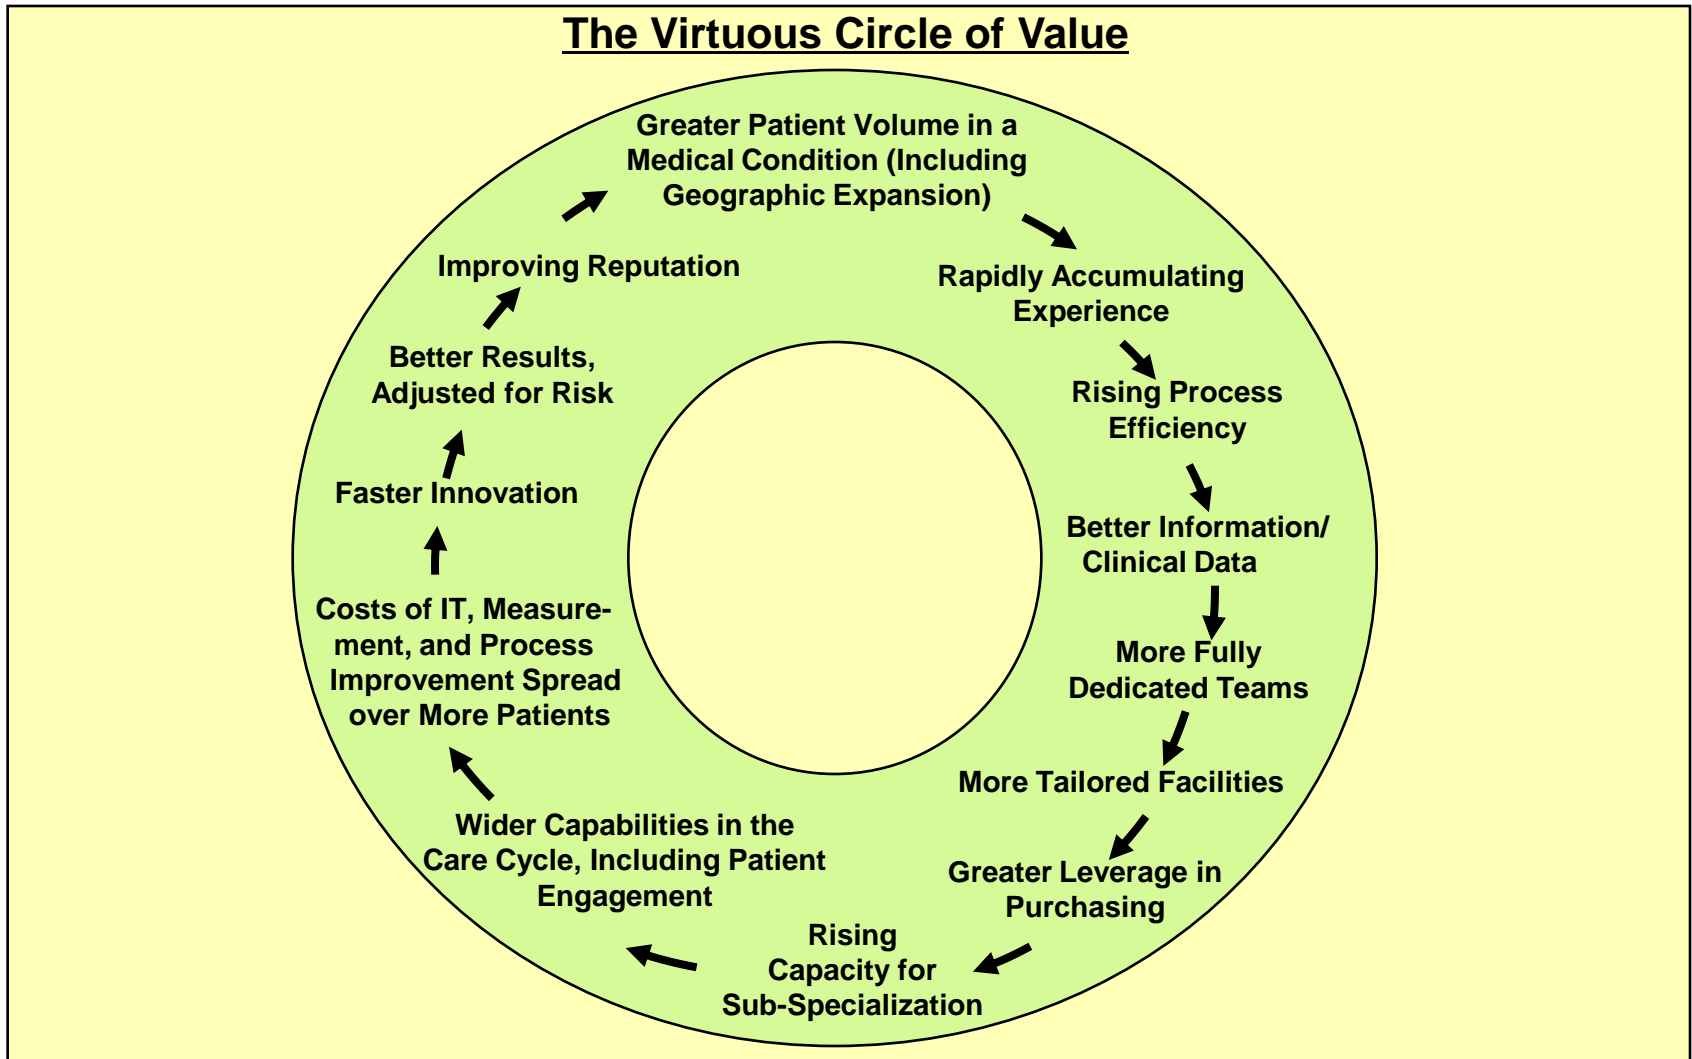 The Virtuous Circle of Value
Greater Patient Volume in a
Medical Condition (Including
Geographic Expansion)
Rapidly Accumulating
Experience
Rising Process
Efficiency
Better Information/
Clinical Data
More Fully
Dedicated Teams
More Tailored Facilities
Greater Leverage in
Purchasing
Rising
Capacity for
Sub-Specialization
Wider Capabilities in the
Care Cycle, Including Patient
Engagement
Costs of IT, Measure-
ment, and Process
Improvement Spread
over More Patients
Faster Innovation
Better Results,
Adjusted for Risk
Improving Reputation